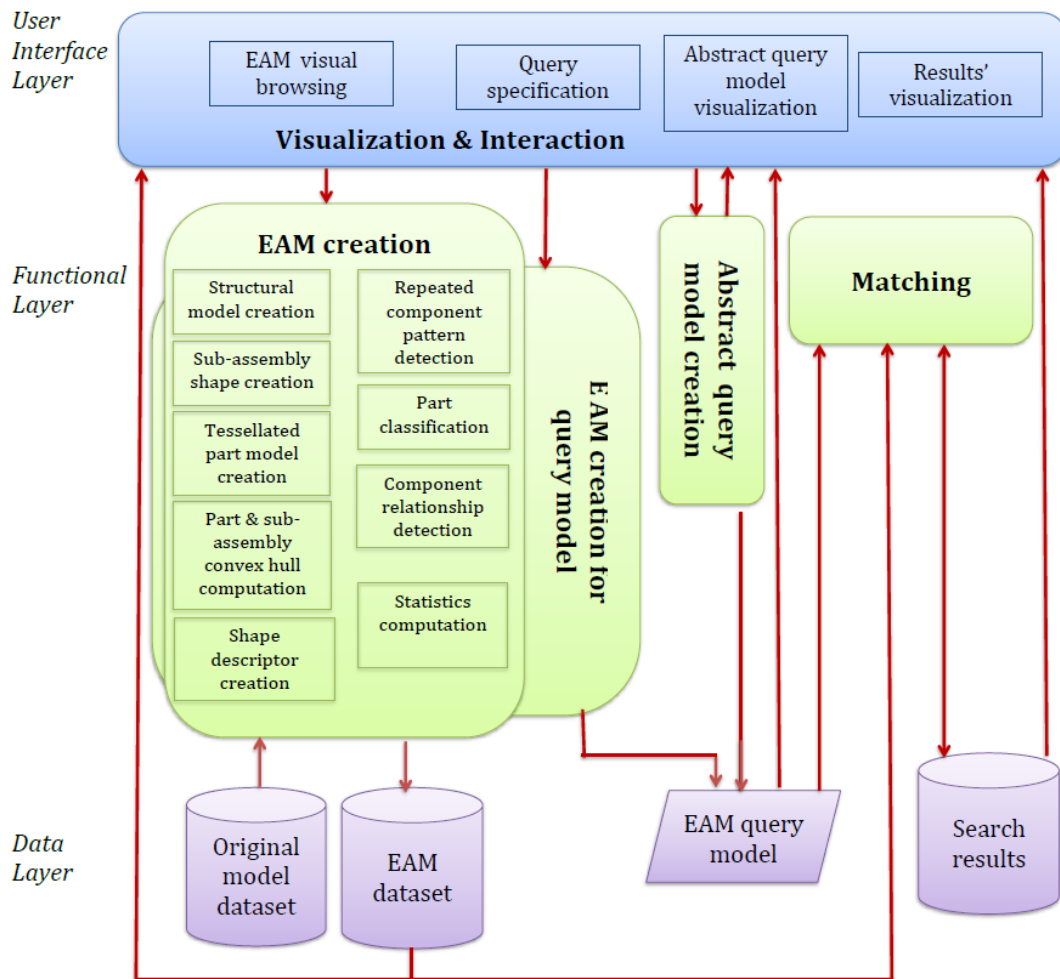 User
Interface
Layer
EAM visual
browsing
Query
specification
Abstract query
model
visualization
Results'
visualization
Visualization & Interaction
Functional
Layer
EAM creation
Structural
model creation
Sub-assembly
shape creation
Tessellated
part model
creation
Part & sub-
assembly
convex hull
computation
Shape
descriptor
creation
Repeated
component
pattern
detection
Part
classification
Component
relationship
detection
Statistics
computation
E AM creation for
query model
Abstract query
model creation
Matching
Data
Layer
Original
model
dataset
EAM
dataset
EAM query
model
Search
results